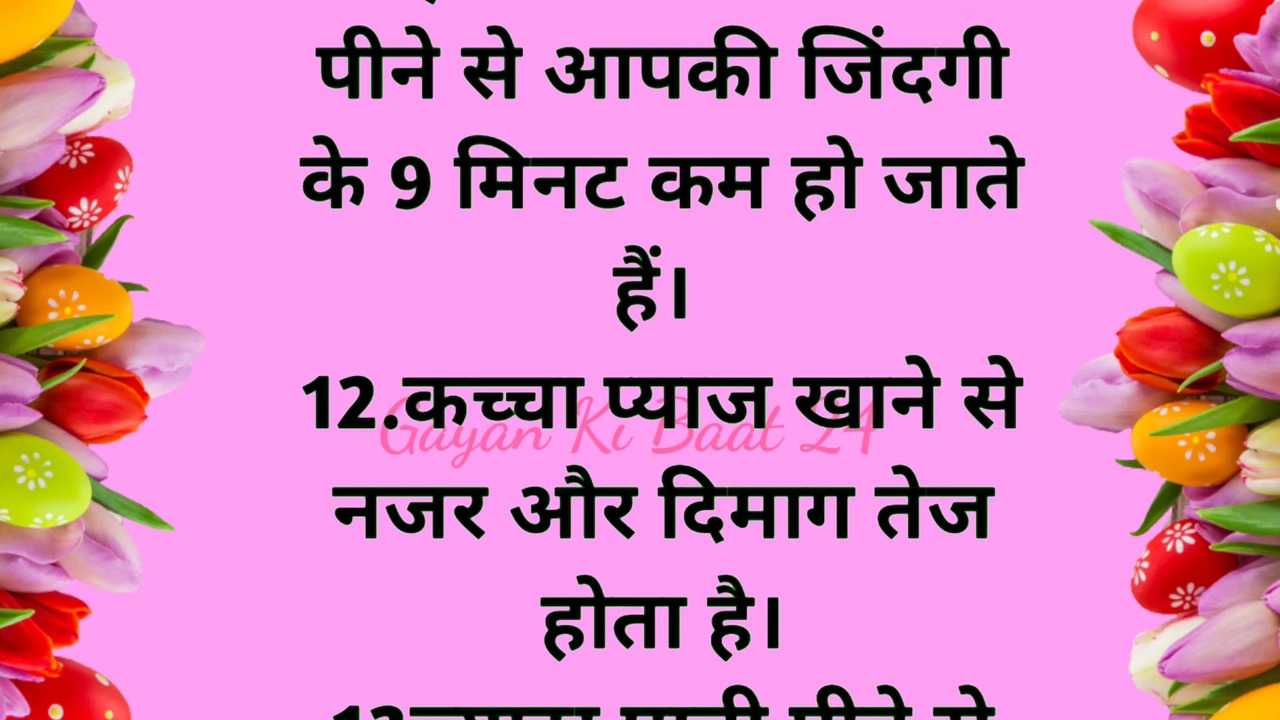 पीने से आपकी जिंदगी
के 9 मिनट कम हो जाते
हैं।
12.कच्चा प्याज खाने से
Gayan Ki Baat 24
नजर और दिमाग तेज
होता है।